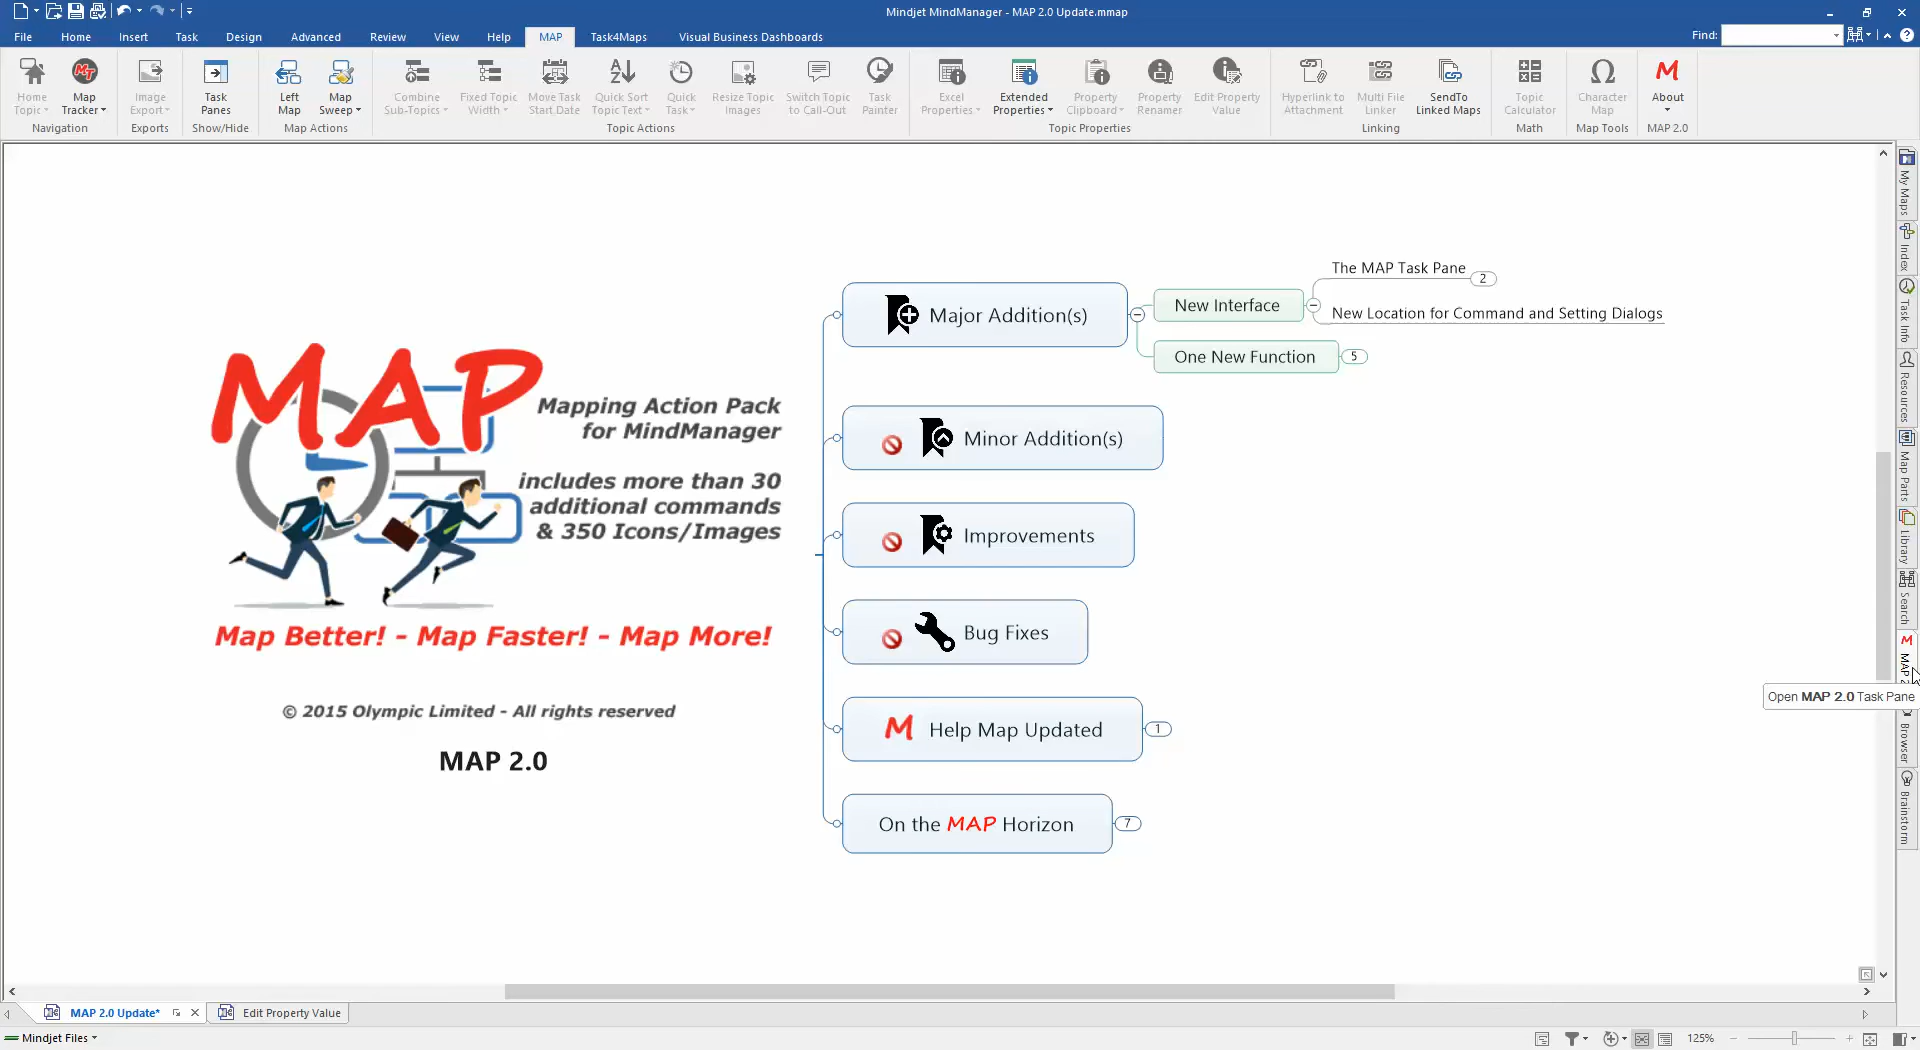 Mindjet MindManager - MAP 2.0 Update.mmap
File Home Insert Task Design Advanced Review View Help MAP Task4Maps Visual Business Dashboards Find:
Home Topic
Map Tracker
Navigation
Image Export
Exports
Task Panes
Show/Hide
Left Map
Map Sweep
Map Actions
Combine Sub-Topics
Fixed Topic Width
Move Task Start Date
Quick Sort Topic Text
Quick Task
Resize Topic Images
Switch Topic to Call-Out
Task Painter
Topic Actions
Excel Properties
Extended Properties
Property Clipboard
Property Renamer
Edit Property Value
Topic Properties
Hyperlink to Attachment
Multi File Linker
SendTo Linked Maps
Linking
Topic Calculator
Math
Character Map
Map Tools
About
MAP 2.0
MAP
Mapping Action Pack
for MindManager
includes more than 30
additional commands
& 350 Icons/Images
Map Better! - Map Faster! - Map More!
© 2015 Olympic Limited - All rights reserved
MAP 2.0
Major Addition(s)
New Interface
The MAP Task Pane 2
New Location for Command and Setting Dialogs
One New Function 5
Minor Addition(s)
Improvements
Bug Fixes
M Help Map Updated 1
On the MAP Horizon 7
My Maps
Index
Task Info
Resources
Map Parts
Library
Search
MAP 2
Open MAP 2.0 Task Pane
Browser
Brainstorm
MAP 2.0 Update* Edit Property Value
Mindjet Files 125%